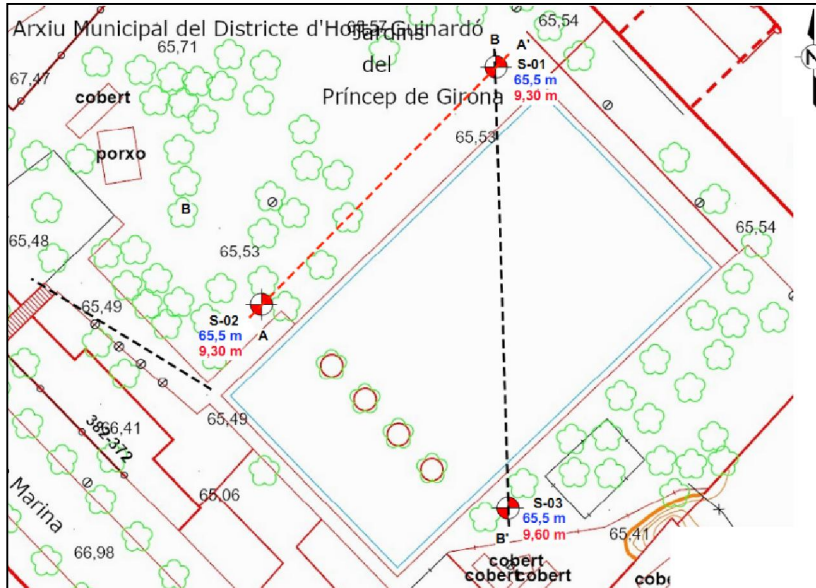 Arxiu Municipal del Districte d'Horta-Guinardó
Jardins
del
Príncep de Girona
65,54
65,71
67,47
cobert
porxo
B
A'
S-01
65,5 m
9,30 m
N
65,53
B
65,48
65,53
65,54
65,49
S-02
65,5 m
9,30 m
A
65,49
66,41
382-372
65,06
Marina
66,98
S-03
65,5 m
9,60 m
B'
65,41
cobert
cobert
cobert